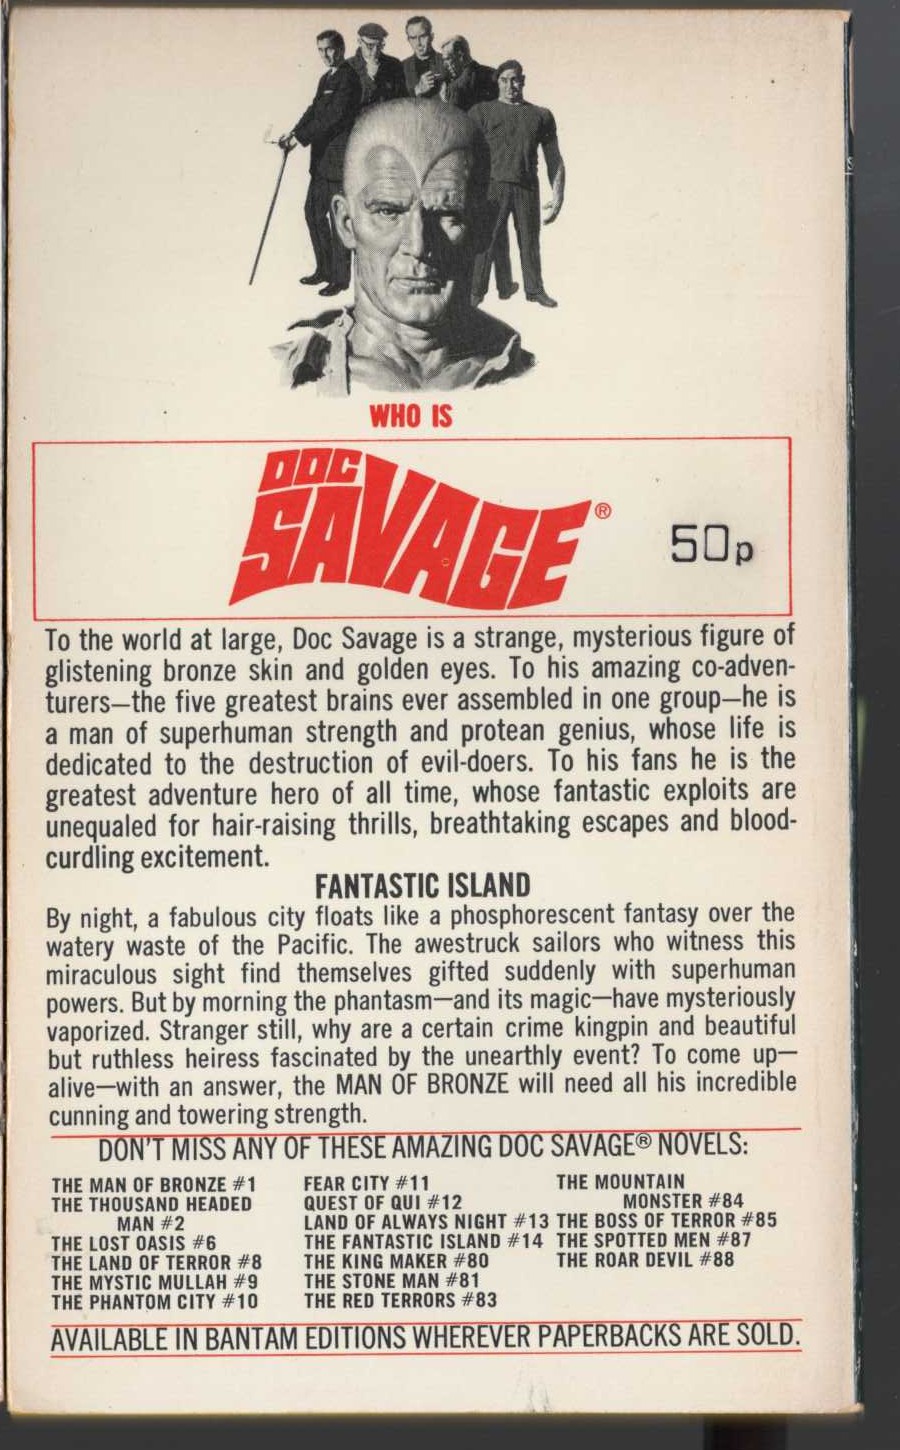 WHO IS
DOC
SAVAGE®
50p
To the world at large, Doc Savage is a strange, mysterious figure of
glistening bronze skin and golden eyes. To his amazing co-adven-
turers—the five greatest brains ever assembled in one group—he is
a man of superhuman strength and protean genius, whose life is
dedicated to the destruction of evil-doers. To his fans he is the
greatest adventure hero of all time, whose fantastic exploits are
unequaled for hair-raising thrills, breathtaking escapes and blood-
curdling excitement.
FANTASTIC ISLAND
By night, a fabulous city floats like a phosphorescent fantasy over the
watery waste of the Pacific. The awestruck sailors who witness this
miraculous sight find themselves gifted suddenly with superhuman
powers. But by morning the phantasm—and its magic—have mysteriously
vaporized. Stranger still, why are a certain crime kingpin and beautiful
but ruthless heiress fascinated by the unearthly event? To come up—
alive—with an answer, the MAN OF BRONZE will need all his incredible
cunning and towering strength.
DON'T MISS ANY OF THESE AMAZING DOC SAVAGE® NOVELS:
THE MAN OF BRONZE #1
THE THOUSAND HEADED
MAN #2
THE LOST OASIS #6
THE LAND OF TERROR #8
THE MYSTIC MULLAH #9
THE PHANTOM CITY #10
FEAR CITY #11
QUEST OF QUI #12
LAND OF ALWAYS NIGHT #13
THE FANTASTIC ISLAND #14
THE KING MAKER #80
THE STONE MAN #81
THE RED TERRORS #83
THE MOUNTAIN
MONSTER #84
THE BOSS OF TERROR #85
THE SPOTTED MEN #87
THE ROAR DEVIL #88
AVAILABLE IN BANTAM EDITIONS WHEREVER PAPERBACKS ARE SOLD.